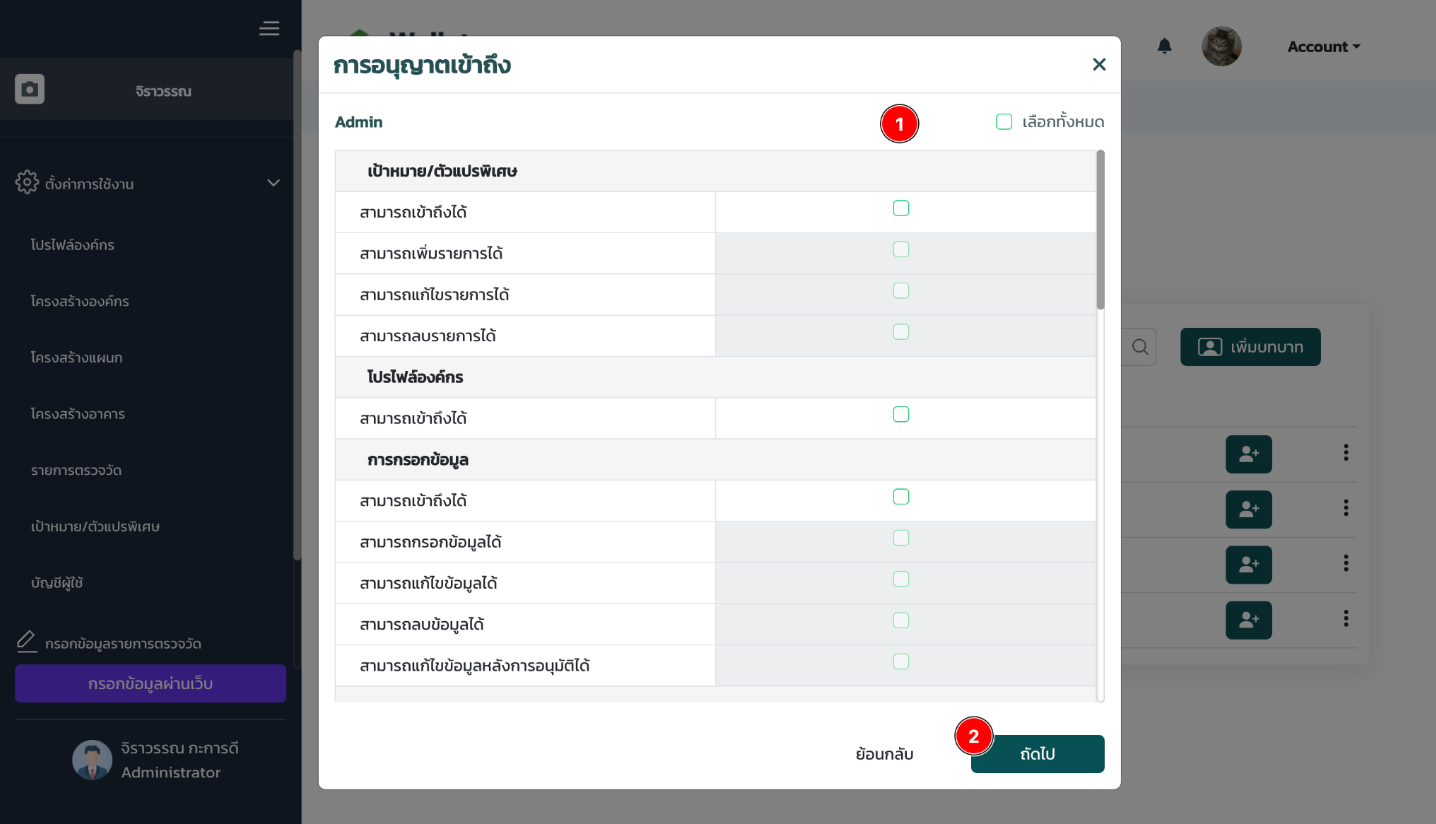 จิราวรรณ
ตั้งค่าการใช้งาน
โปรไฟล์องค์กร
โครงสร้างองค์กร
โครงสร้างแผนก
โครงสร้างอาคาร
รายการตรวจวัด
เป้าหมาย/ตัวแปรพิเศษ
บัญชีผู้ใช้
กรอกข้อมูลรายการตรวจวัด
กรอกข้อมูลผ่านเว็บ
จิราวรรณ กะการดี
Administrator
Account
การอนุญาตเข้าถึง
Admin
1
เลือกทั้งหมด
เป้าหมาย/ตัวแปรพิเศษ
สามารถเข้าถึงได้
สามารถเพิ่มรายการได้
สามารถแก้ไขรายการได้
สามารถลบรายการได้
โปรไฟล์องค์กร
สามารถเข้าถึงได้
การกรอกข้อมูล
สามารถเข้าถึงได้
สามารถกรอกข้อมูลได้
สามารถแก้ไขข้อมูลได้
สามารถลบข้อมูลได้
สามารถแก้ไขข้อมูลหลังการอนุมัติได้
2
ย้อนกลับ
ถัดไป
เพิ่มบทบาท